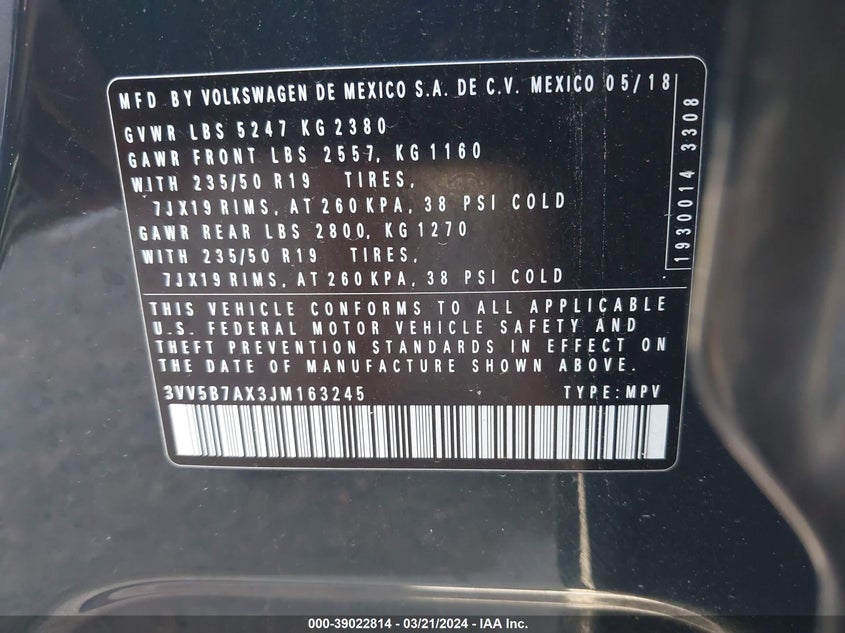 MFD BY VOLKSWAGEN DE MEXICO S.A. DE C.V. MEXICO 05/18
GVWR LBS 5247 KG 2380
GAWR FRONT LBS 2557, KG 1160
WITH 235/50 R19 TIRES,
7JX19 RIMS, AT 260 KPA, 38 PSI COLD
GAWR REAR LBS 2800, KG 1270
WITH 235/50 R19 TIRES,
7JX19 RIMS, AT 260 KPA, 38 PSI COLD
1930014 3308
THIS VEHICLE CONFORMS TO ALL APPLICABLE
U.S. FEDERAL MOTOR VEHICLE SAFETY AND
THEFT PREVENTION STANDARDS IN EFFECT ON
THE DATE OF MANUFACTURE SHOWN ABOVE.
3VV5B7AX3JM163245 TYPE: MPV
000-39022814 - 03/21/2024 - IAA Inc.